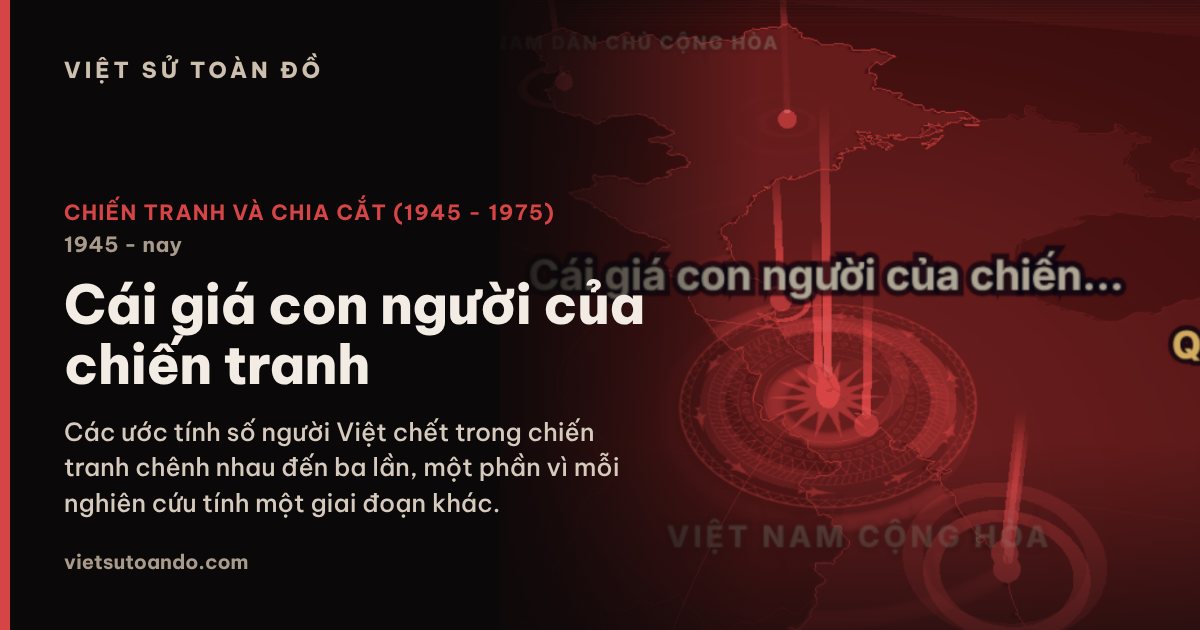 VIỆT SỬ TOÀN ĐỒ
NAM DÂN CHỦ CỘNG HÒA
CHIẾN TRANH VÀ CHIA CẮT (1945 - 1975)
1945 - nay
Cái giá con người của chiến...
Cái giá con người của
chiến tranh
Q
Các ước tính số người Việt chết trong chiến
tranh chênh nhau đến ba lần, một phần vì mỗi
nghiên cứu tính một giai đoạn khác.
VIỆT NAM CỘNG HÒA
vietsutoando.com